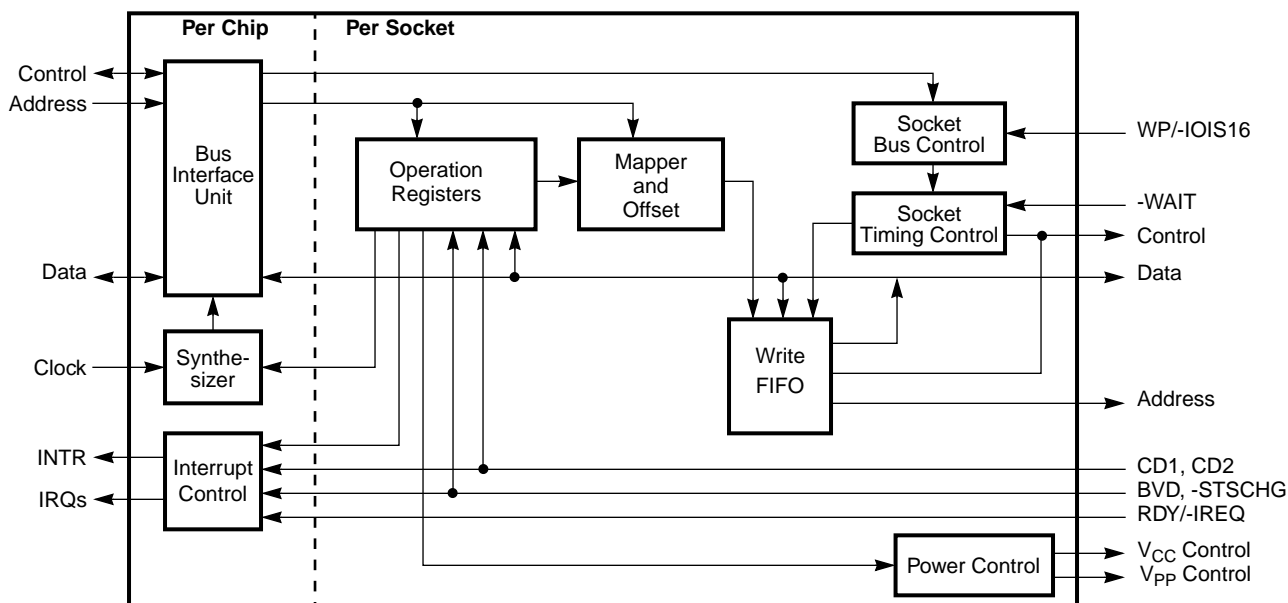 Per Chip
Per Socket
Control
Address
Data
Clock
INTR
IRQs
Bus
Interface
Unit
Synthe-
sizer
Interrupt
Control
Operation
Registers
Mapper
and
Offset
Write
FIFO
Socket
Bus Control
Socket
Timing Control
Power Control
WP/-IOIS16
-WAIT
Control
Data
Address
CD1, CD2
BVD, -STSCHG
RDY/-IREQ
VCC Control
VPP Control